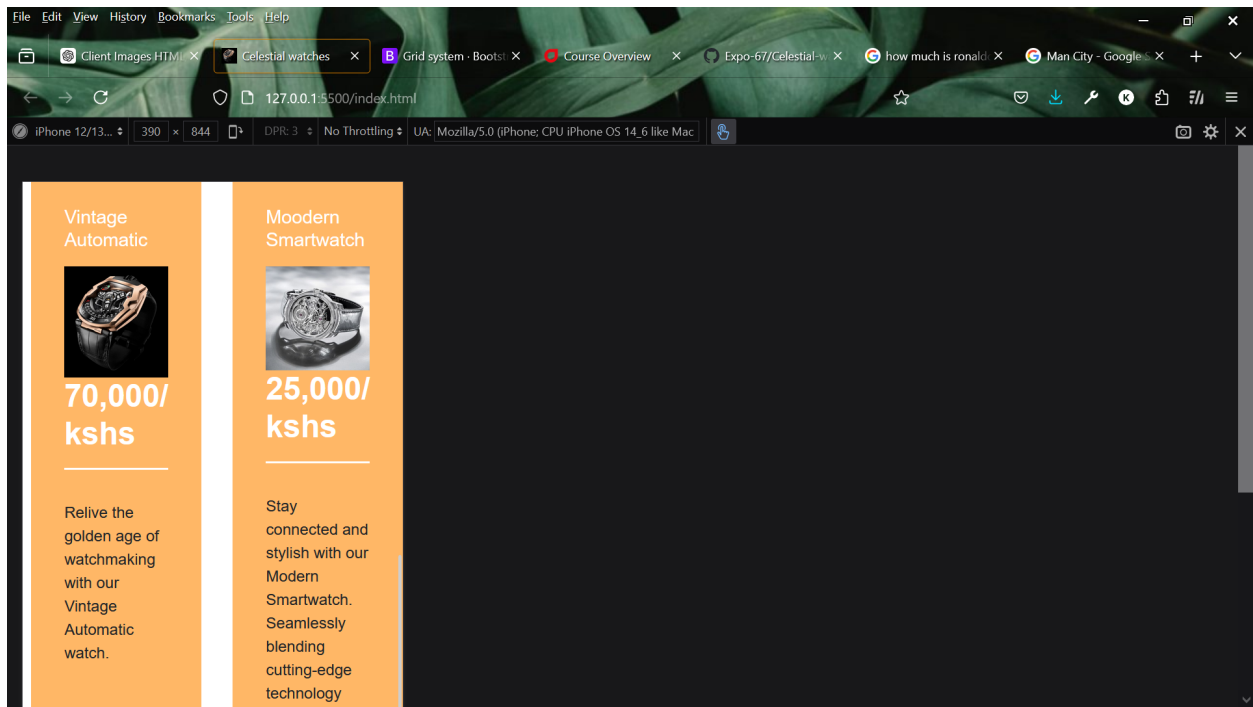 File Edit View History Bookmarks Tools Help
Client Images HTML
Celestial watches
B Grid system · Bootst
Course Overview
Expo-67/Celestial-w
G how much is ronald
G Man City - Google S
127.0.0.1:5500/index.html
K
iPhone 12/13... 390 × 844 DPR: 3 No Throttling UA: Mozilla/5.0 (iPhone; CPU iPhone OS 14_6 like Mac
Vintage
Automatic
70,000/
kshs
Relive the
golden age of
watchmaking
with our
Vintage
Automatic
watch.
Moodern
Smartwatch
25,000/
kshs
Stay
connected and
stylish with our
Modern
Smartwatch.
Seamlessly
blending
cutting-edge
technology